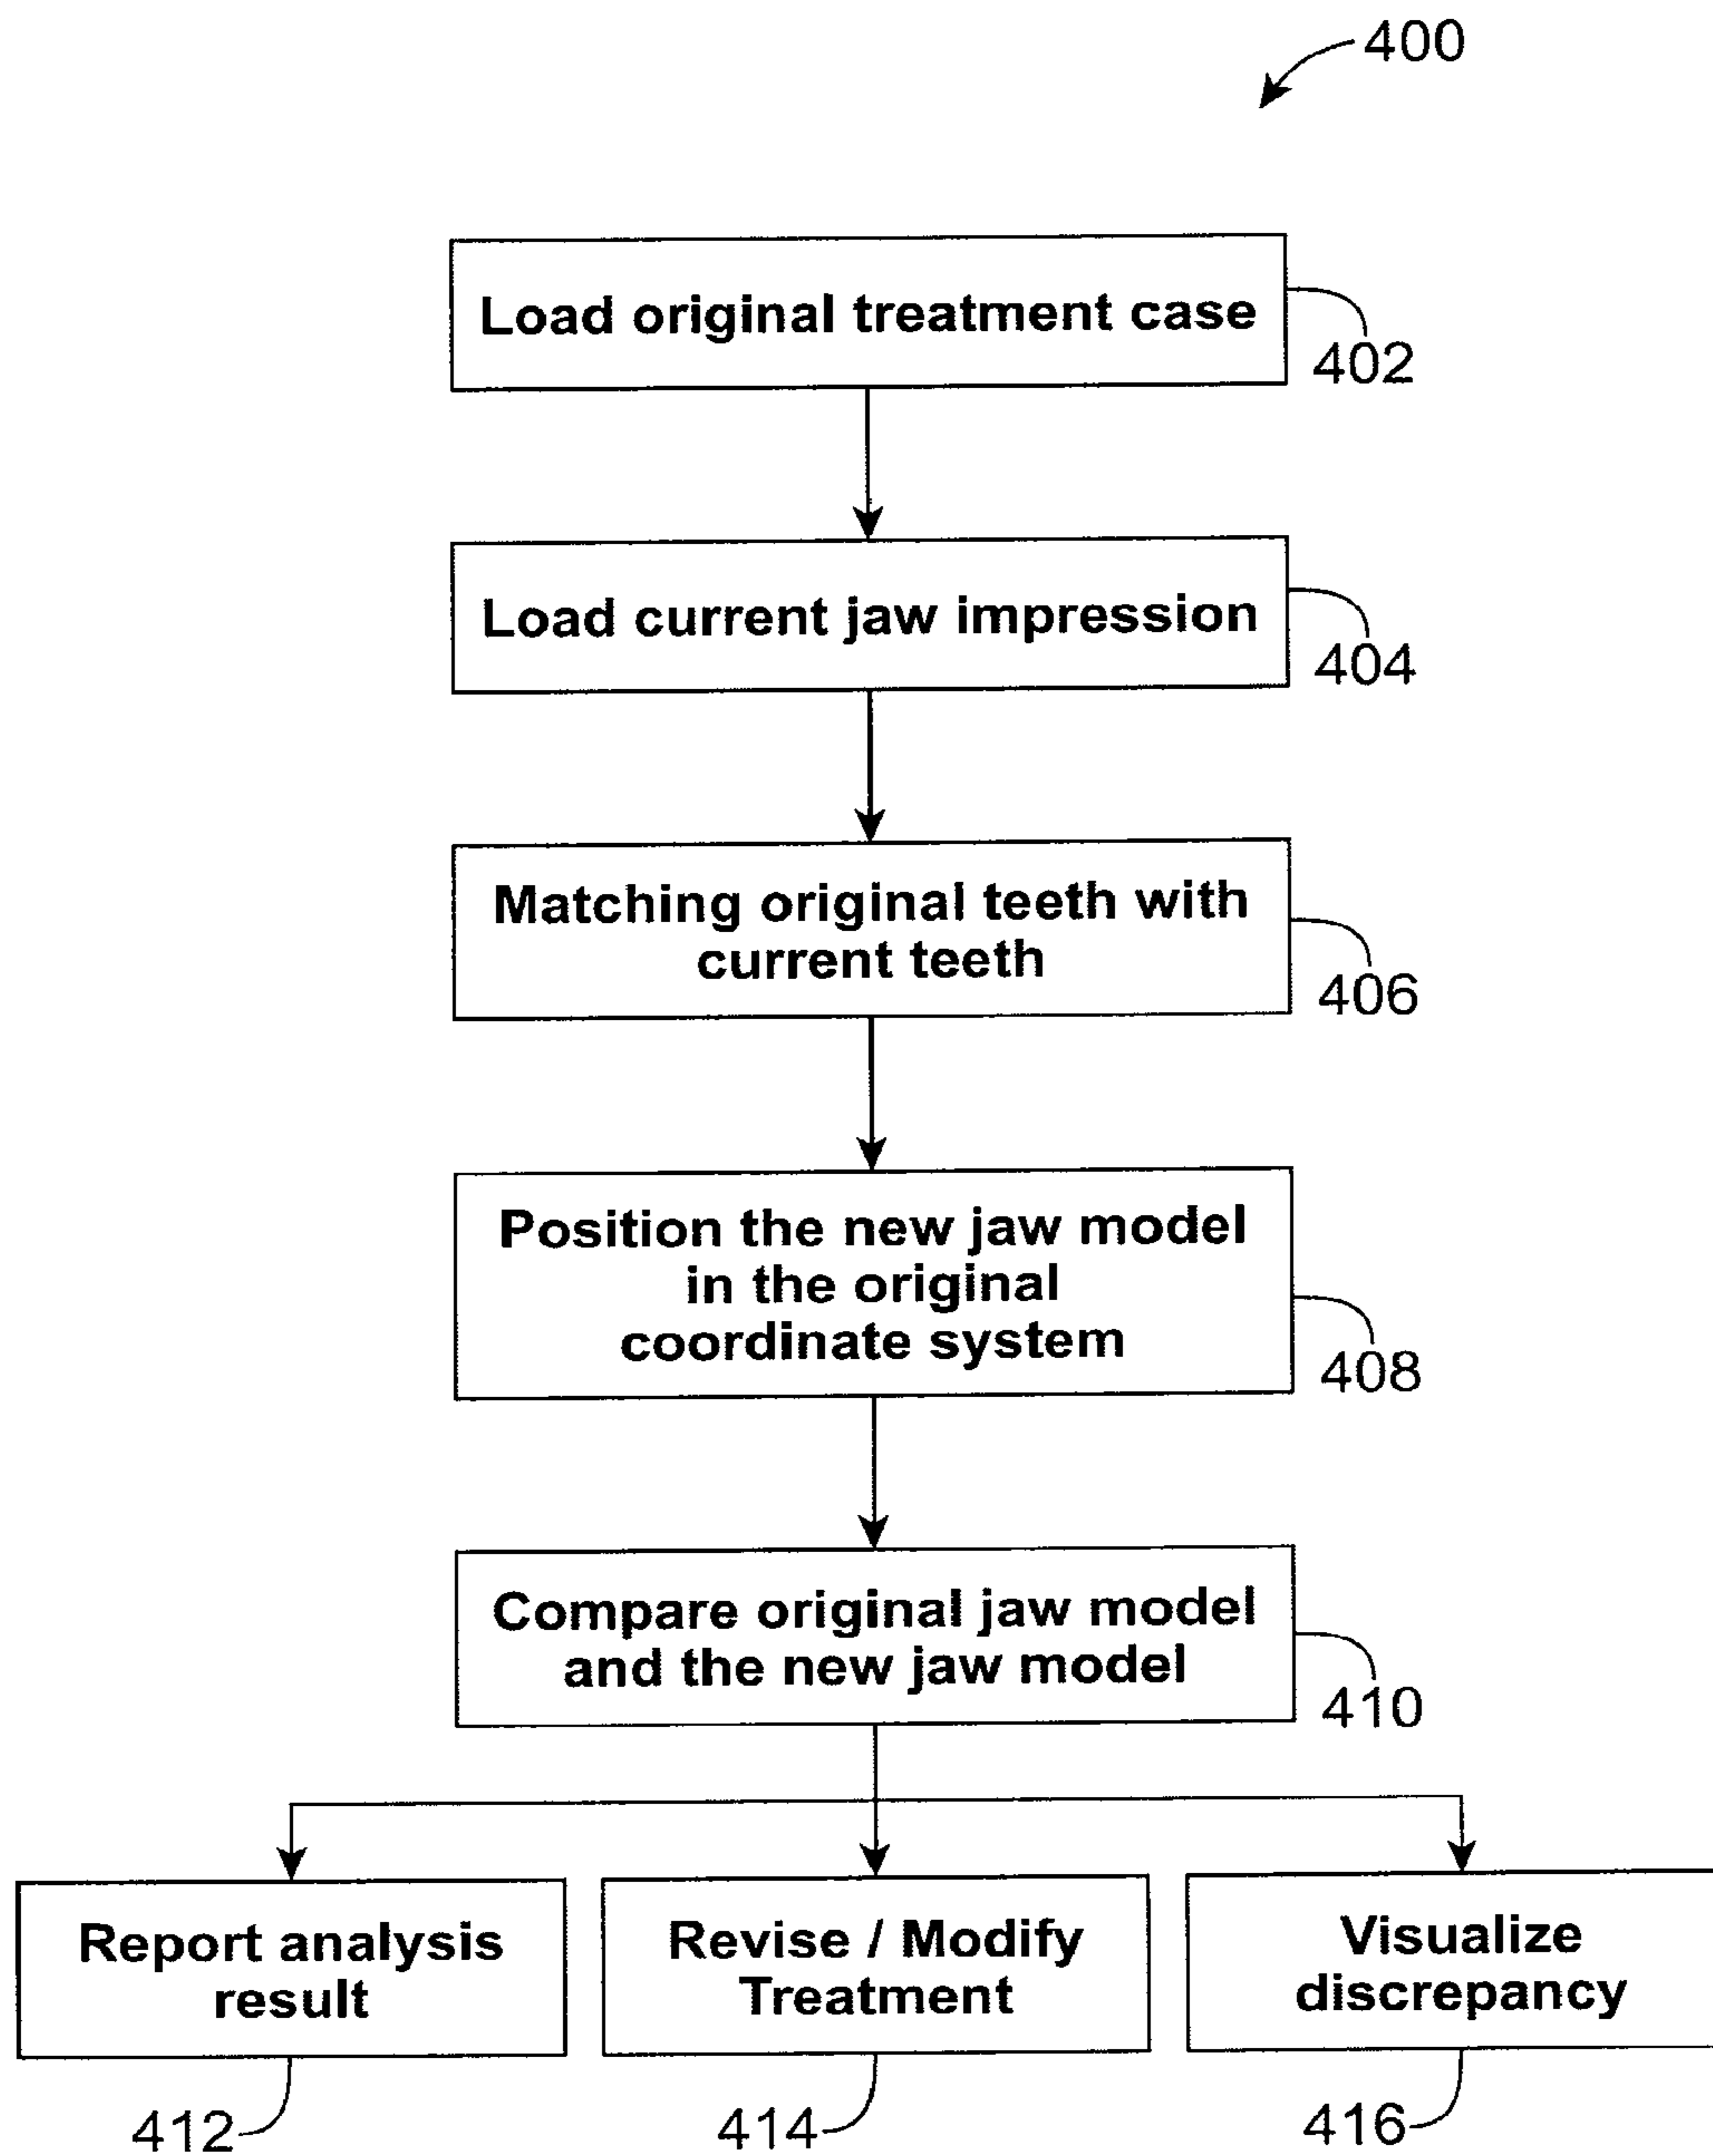 400
Load original treatment case
402
Load current jaw impression
404
Matching original teeth with
current teeth
406
Position the new jaw model
in the original
coordinate system
408
Compare original jaw model
and the new jaw model
410
Report analysis
result
412
Revise / Modify
Treatment
414
Visualize
discrepancy
416